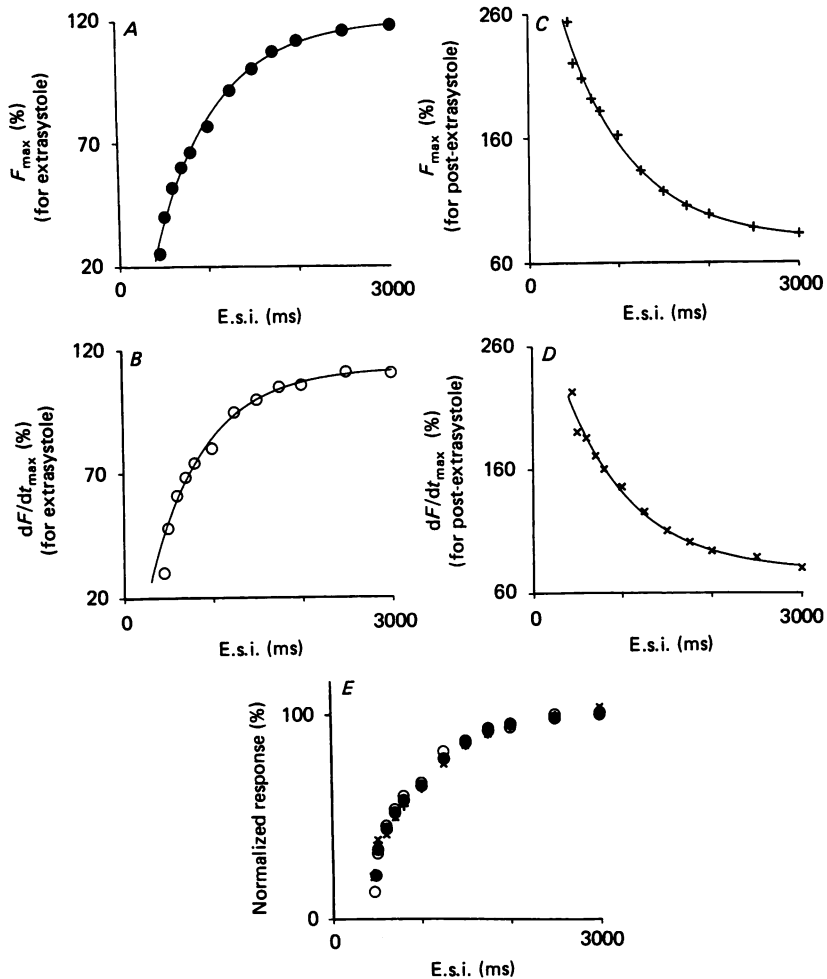 A
120
70
20
F max (%)
(for extrasystole)
0
3000
E.s.i. (ms)
C
260
160
60
F max (%)
(for post-extrasystole)
0
3000
E.s.i. (ms)
B
120
70
20
dF/dt max (%)
(for extrasystole)
0
3000
E.s.i. (ms)
D
260
160
60
dF/dt max (%)
(for post-extrasystole)
0
3000
E.s.i. (ms)
E
100
0
Normalized response (%)
0
3000
E.s.i. (ms)